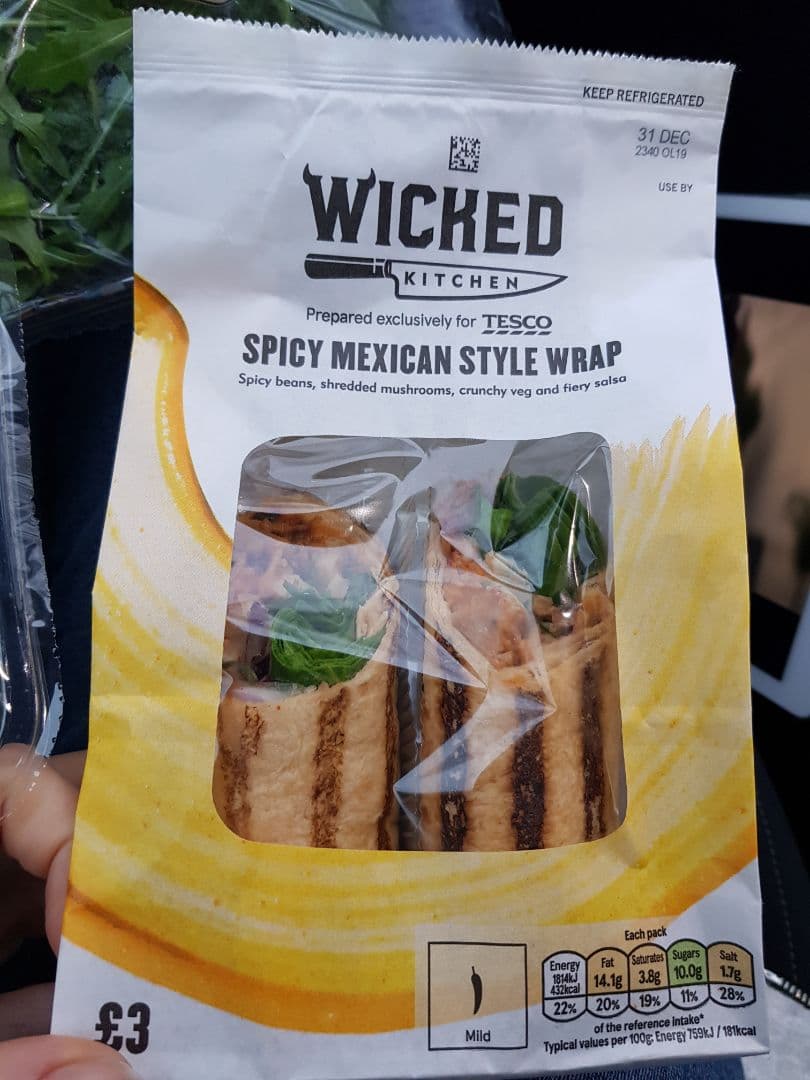 KEEP REFRIGERATED
31 DEC
2340 OL19
USE BY
WICKED
KITCHEN
Prepared exclusively for TESCO
SPICY MEXICAN STYLE WRAP
Spicy beans, shredded mushrooms, crunchy veg and fiery salsa
£3
Mild
Each pack
Energy 1814kJ 432kcal 22%
Fat 14.1g 20%
Saturates 3.8g 19%
Sugars 10.0g 11%
Salt 1.7g 28%
of the reference intake*
Typical values per 100g: Energy 759kJ / 181kcal